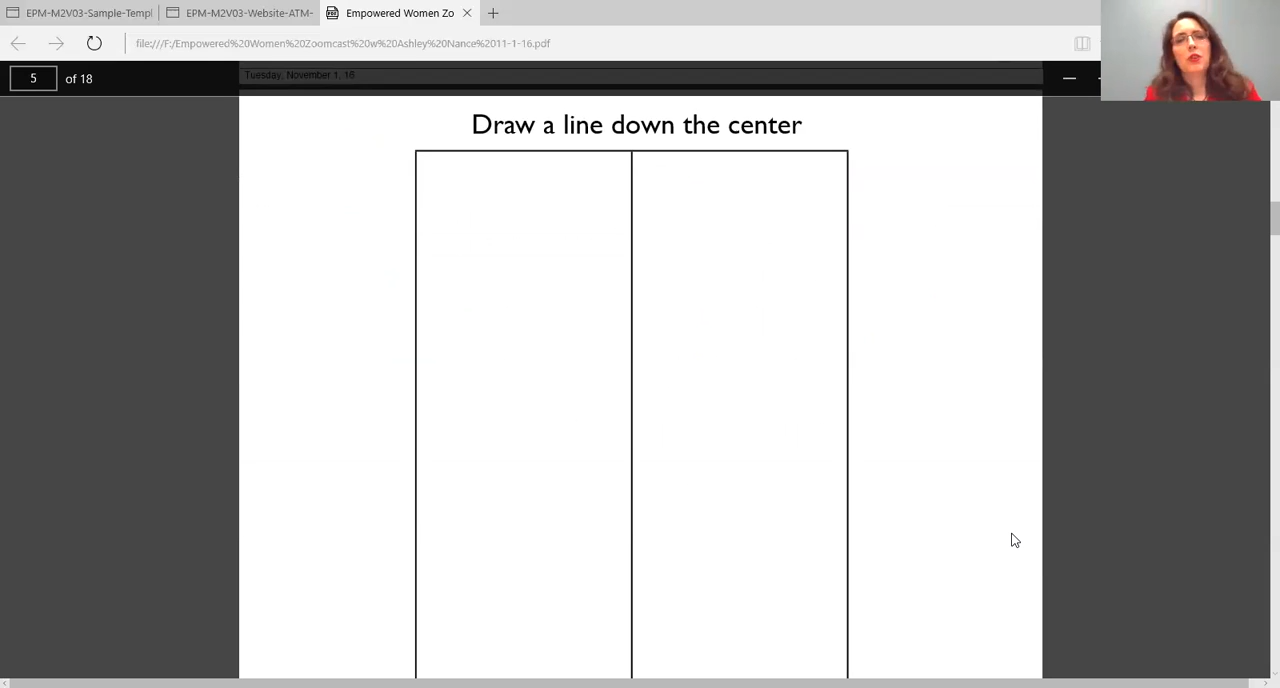 EPM-M2V03-Sample-Templ
EPM-M2V03-Website-ATM-
Empowered Women Zo
file:///F:/Empowered%20Women%20Zoomcast%20w%20Ashley%20Nance%2011-1-16.pdf
5 of 18
Tuesday, November 1, 16
Draw a line down the center